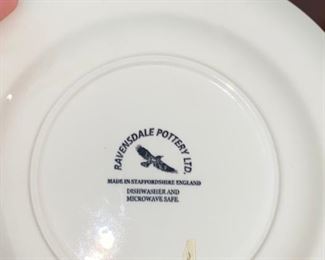 RAVENSDALE POTTERY LTD.
MADE IN STAFFORDSHIRE ENGLAND
DISHWASHER AND
MICROWAVE SAFE.